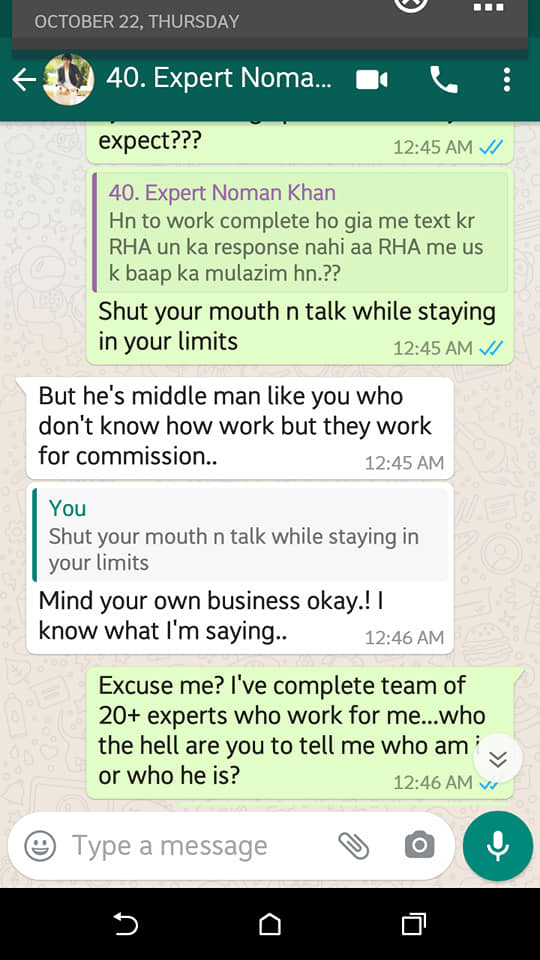 OCTOBER 22, THURSDAY
40. Expert Noma...
expect???
12:45 AM
40. Expert Noman Khan
Hn to work complete ho gia me text kr
RHA un ka response nahi aa RHA me us
k baap ka mulazim hn.??
Shut your mouth n talk while staying
in your limits
12:45 AM
But he's middle man like you who
don't know how work but they work
for commission..
12:45 AM
You
Shut your mouth n talk while staying in
your limits
Mind your own business okay.! I
know what I'm saying..
12:46 AM
Excuse me? I've complete team of
20+ experts who work for me...who
the hell are you to tell me who am i
or who he is?
12:46 AM
Type a message